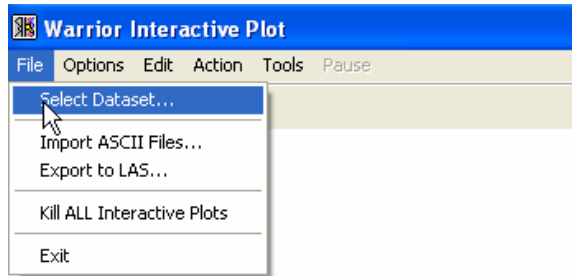 Warrior Interactive Plot
File Options Edit Action Tools Pause
Select Dataset...
Import ASCII Files...
Export to LAS...
Kill ALL Interactive Plots
Exit